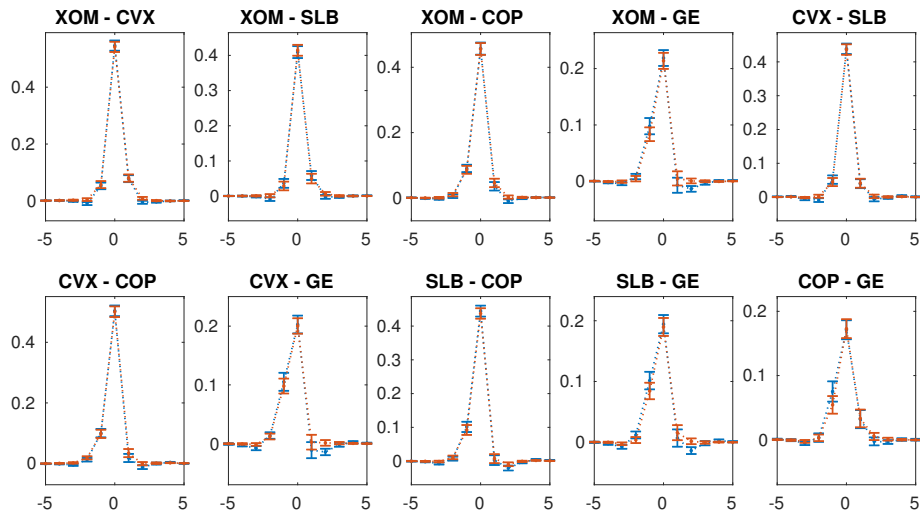 XOM - CVX XOM - SLB XOM - COP XOM - GE CVX - SLB
0.4 0.4 0.4 0.2 0.4
0.3 0.3
0.2 0.2 0.2 0.1 0.2
0.1 0.1
0 0 0 0 0
-5 0 5 -5 0 5 -5 0 5 -5 0 5 -5 0 5
CVX - COP CVX - GE SLB - COP SLB - GE COP - GE
0.4 0.2 0.4 0.2 0.2
0.3
0.2 0.1 0.2 0.1 0.1
0.1
0 0 0 0 0
-5 0 5 -5 0 5 -5 0 5 -5 0 5 -5 0 5